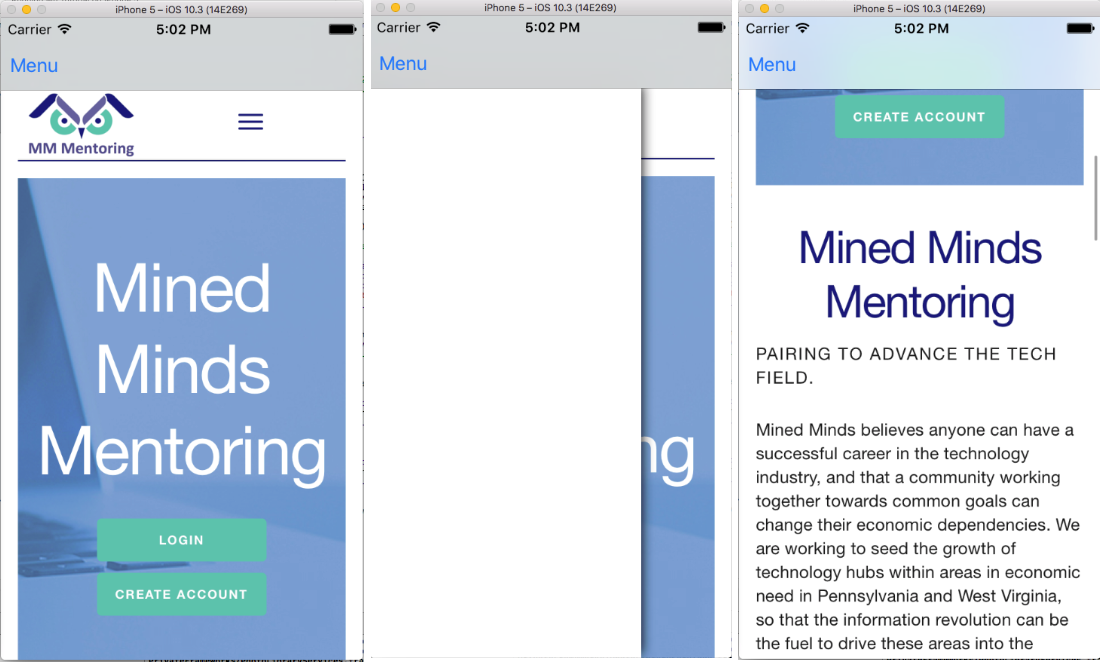 iPhone 5 – iOS 10.3 (14E269)
Carrier 5:02 PM
Menu
MM Mentoring
Mined
Minds
Mentoring
LOGIN
CREATE ACCOUNT
iPhone 5 – iOS 10.3 (14E269)
Carrier 5:02 PM
Menu
ng
iPhone 5 – iOS 10.3 (14E269)
Carrier 5:02 PM
Menu
CREATE ACCOUNT
Mined Minds
Mentoring
PAIRING TO ADVANCE THE TECH
FIELD.
Mined Minds believes anyone can have a
successful career in the technology
industry, and that a community working
together towards common goals can
change their economic dependencies. We
are working to seed the growth of
technology hubs within areas in economic
need in Pennsylvania and West Virginia,
so that the information revolution can be
the fuel to drive these areas into the